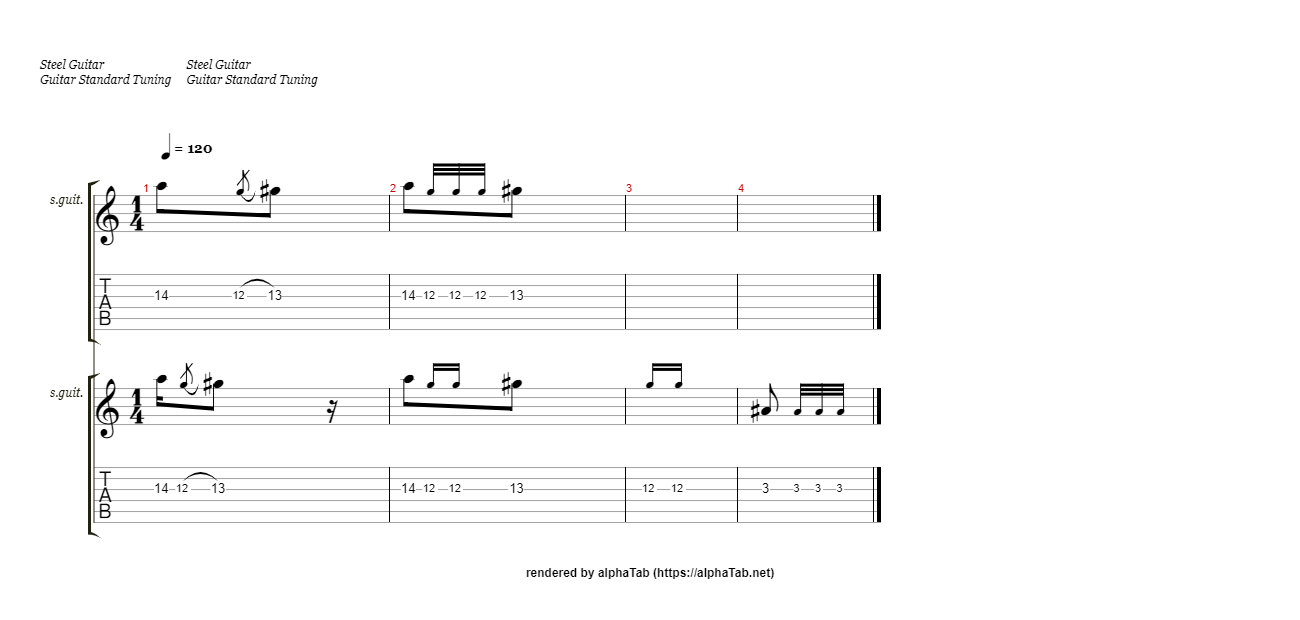 Steel Guitar Steel Guitar
Guitar Standard Tuning Guitar Standard Tuning
= 120
s.guit. 1 1 4 2 3 4
T A B 14 12 13 14 12 12 12 13
s.guit. 1 4
T A B 14 12 13 14 12 12 13 12 12 3 3 3 3
rendered by alphaTab (https://alphaTab.net)